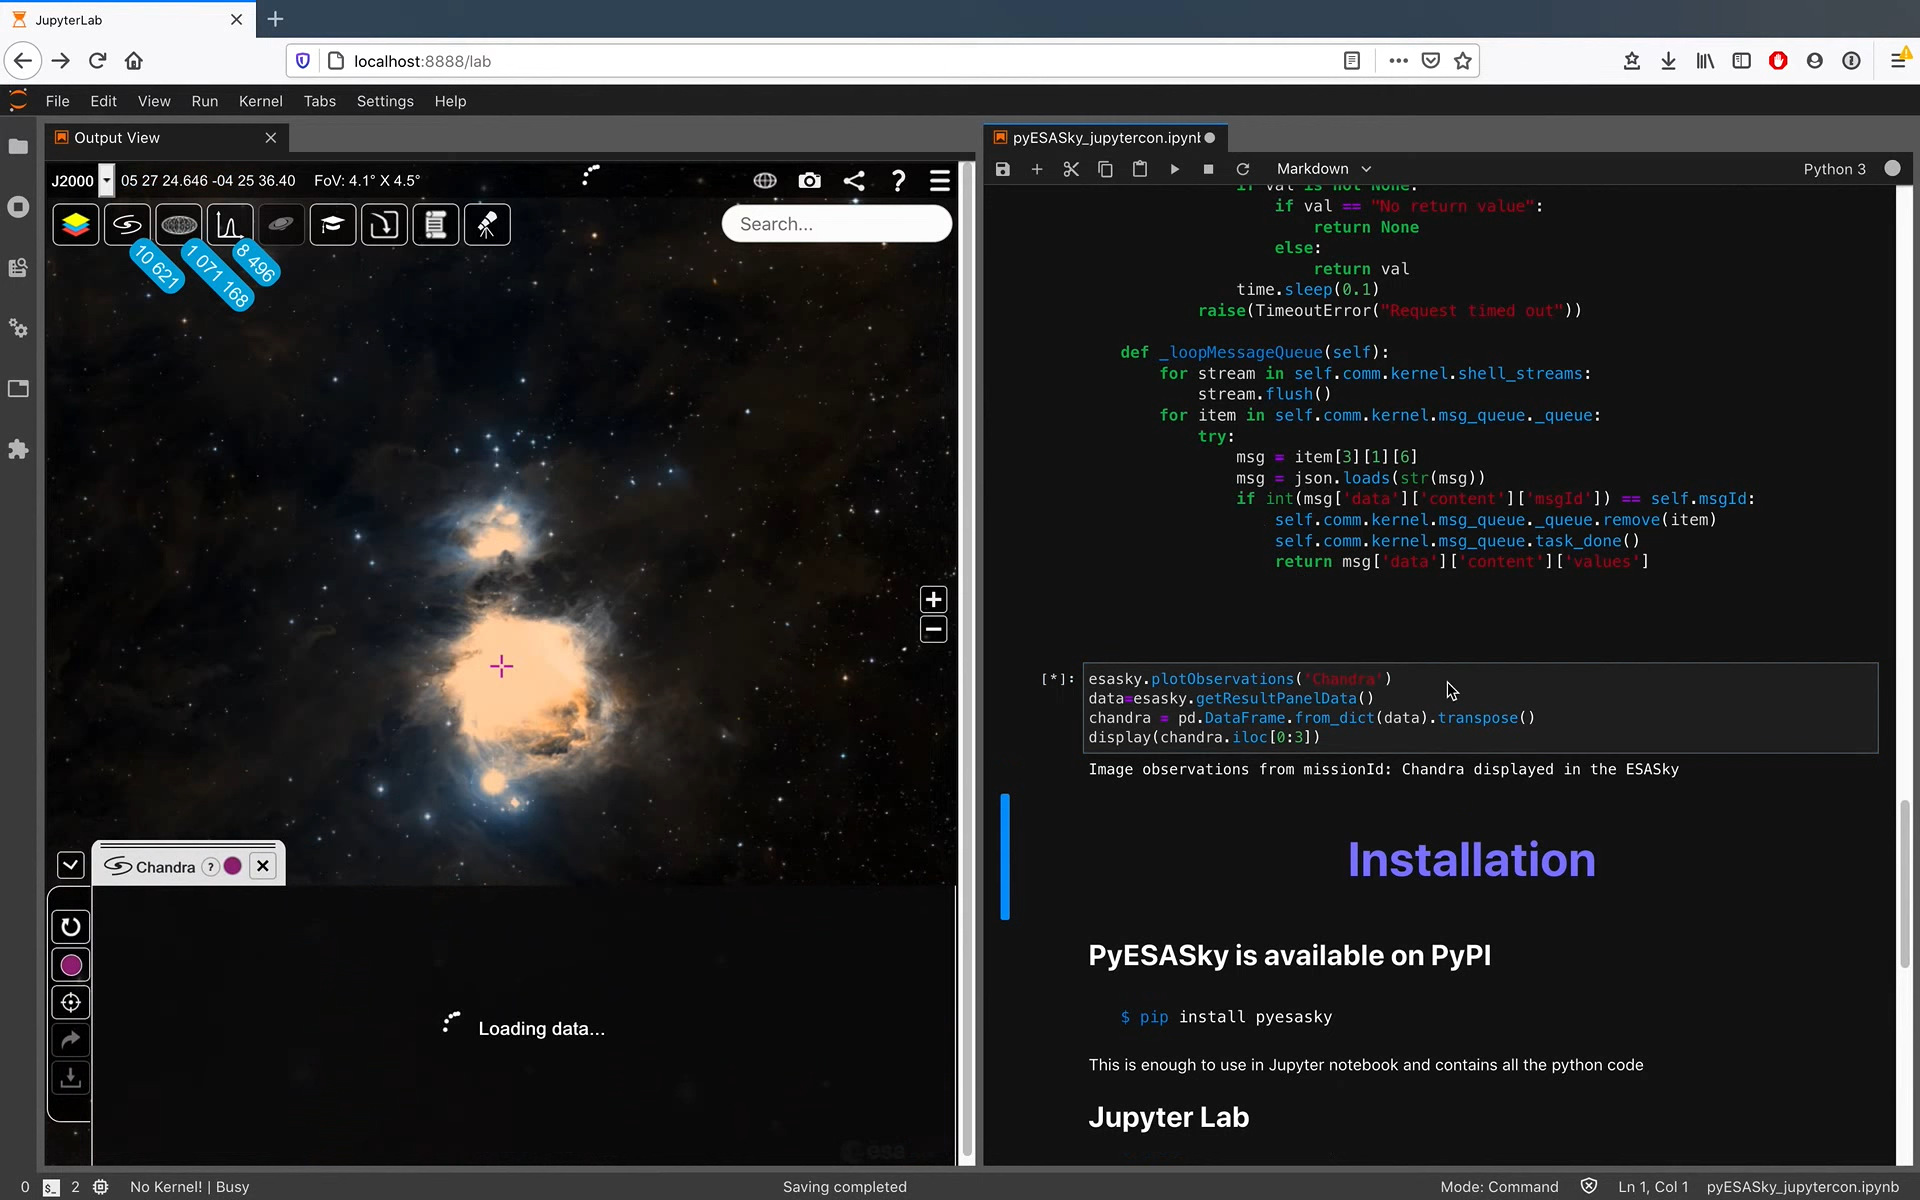 JupyterLab
localhost:8888/lab
File Edit View Run Kernel Tabs Settings Help
Output View
pyESASky_jupytercon.ipynb
J2000 05 27 24.646 -04 25 36.40 FoV: 4.1° X 4.5°
Markdown
Python 3
Search...
10 621
1 071 168
8 496
if val is not None:
if val == "No return value":
return None
else:
return val
time.sleep(0.1)
raise(TimeoutError("Request timed out"))
def _loopMessageQueue(self):
for stream in self.comm.kernel.shell_streams:
stream.flush()
for item in self.comm.kernel.msg_queue._queue:
try:
msg = item[3][1][6]
msg = json.loads(str(msg))
if int(msg['data']['content']['msgId']) == self.msgId:
self.comm.kernel.msg_queue._queue.remove(item)
self.comm.kernel.msg_queue.task_done()
return msg['data']['content']['values']
[*]:
esasky.plotObservations('Chandra')
data=esasky.getResultPanelData()
chandra = pd.DataFrame.from_dict(data).transpose()
display(chandra.iloc[0:3])
Image observations from missionId: Chandra displayed in the ESASky
Chandra ?
Loading data...
esa
Installation
PyESASky is available on PyPI
$ pip install pyesasky
This is enough to use in Jupyter notebook and contains all the python code
Jupyter Lab
0 $_ 2 No Kernel! | Busy
Saving completed
Mode: Command Ln 1, Col 1 pyESASky_jupytercon.ipynb